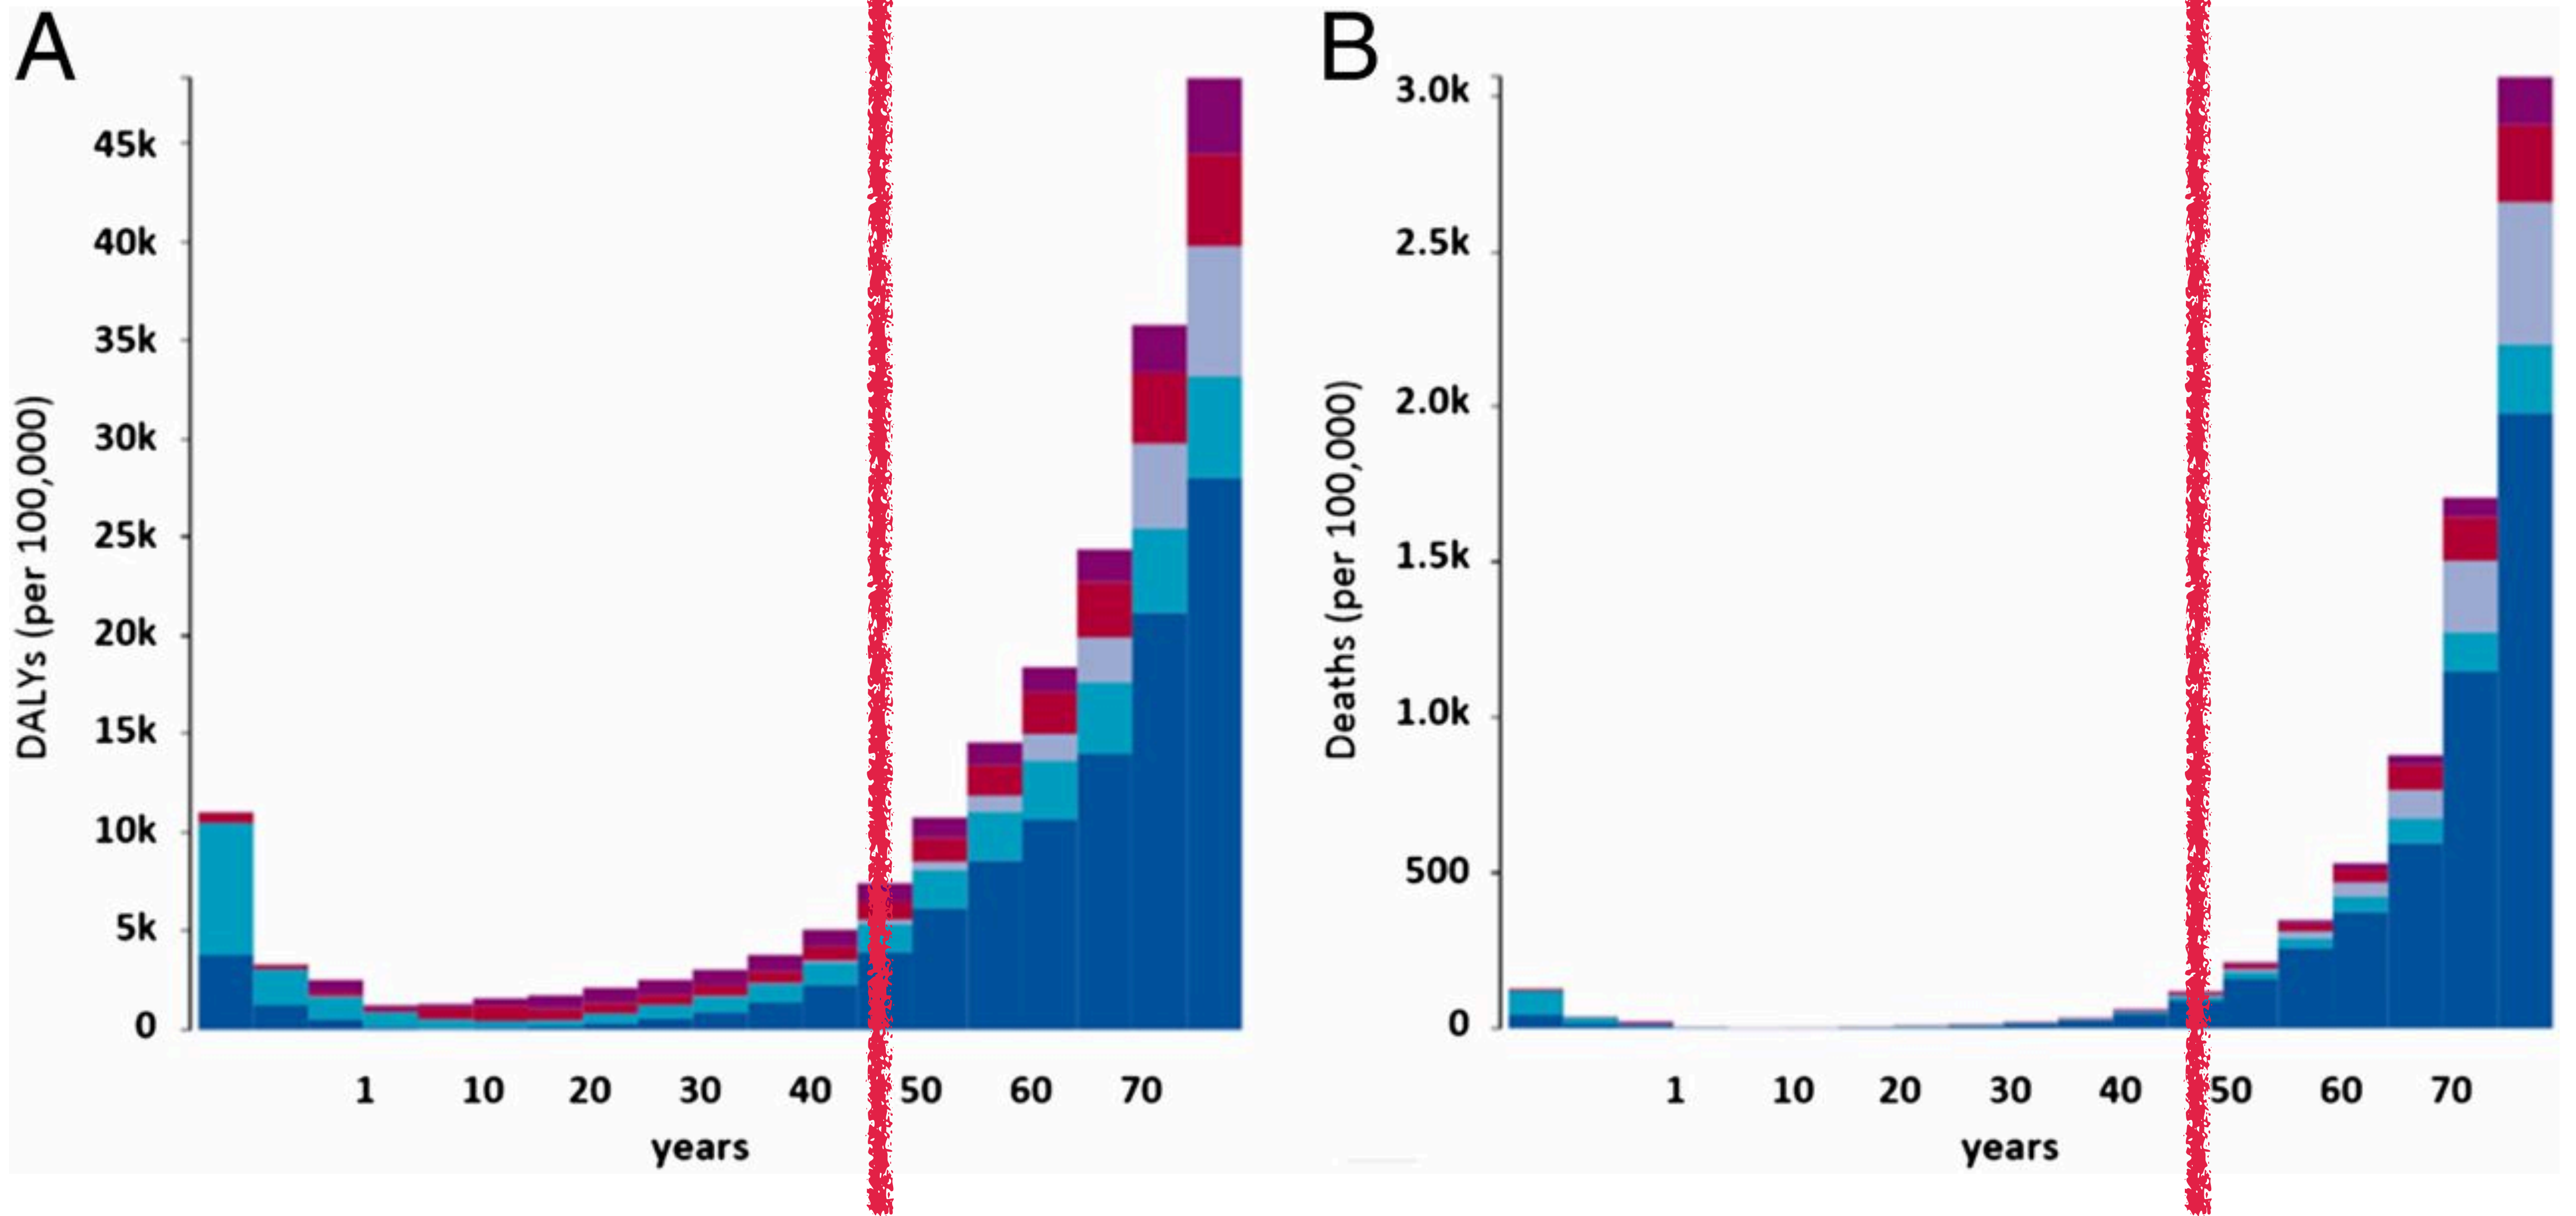 A
45k
40k
35k
30k
25k
20k
15k
10k
5k
0
DALYs (per 100,000)
1 10 20 30 40 50 60 70
years
B
3.0k
2.5k
2.0k
1.5k
1.0k
500
0
Deaths (per 100,000)
1 10 20 30 40 50 60 70
years